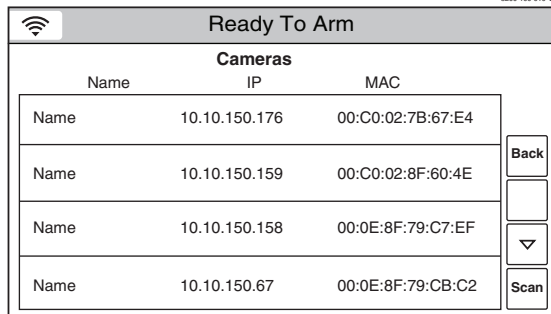 Ready To Arm
Cameras
Name IP MAC
Name 10.10.150.176 00:C0:02:7B:67:E4
Name 10.10.150.159 00:C0:02:8F:60:4E
Name 10.10.150.158 00:0E:8F:79:C7:EF
Name 10.10.150.67 00:0E:8F:79:CB:C2
Back
Scan